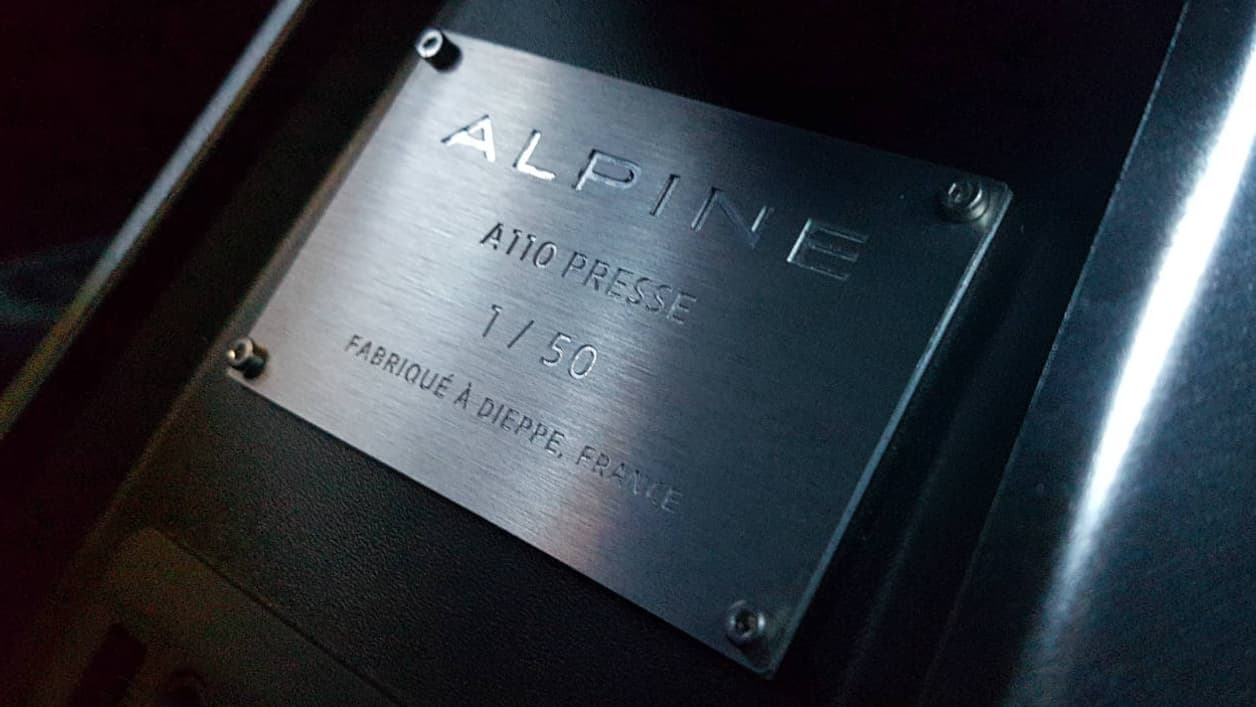 ALPINE
A110 PRESSE
1 / 50
FABRIQUÉ À DIEPPE, FRANCE